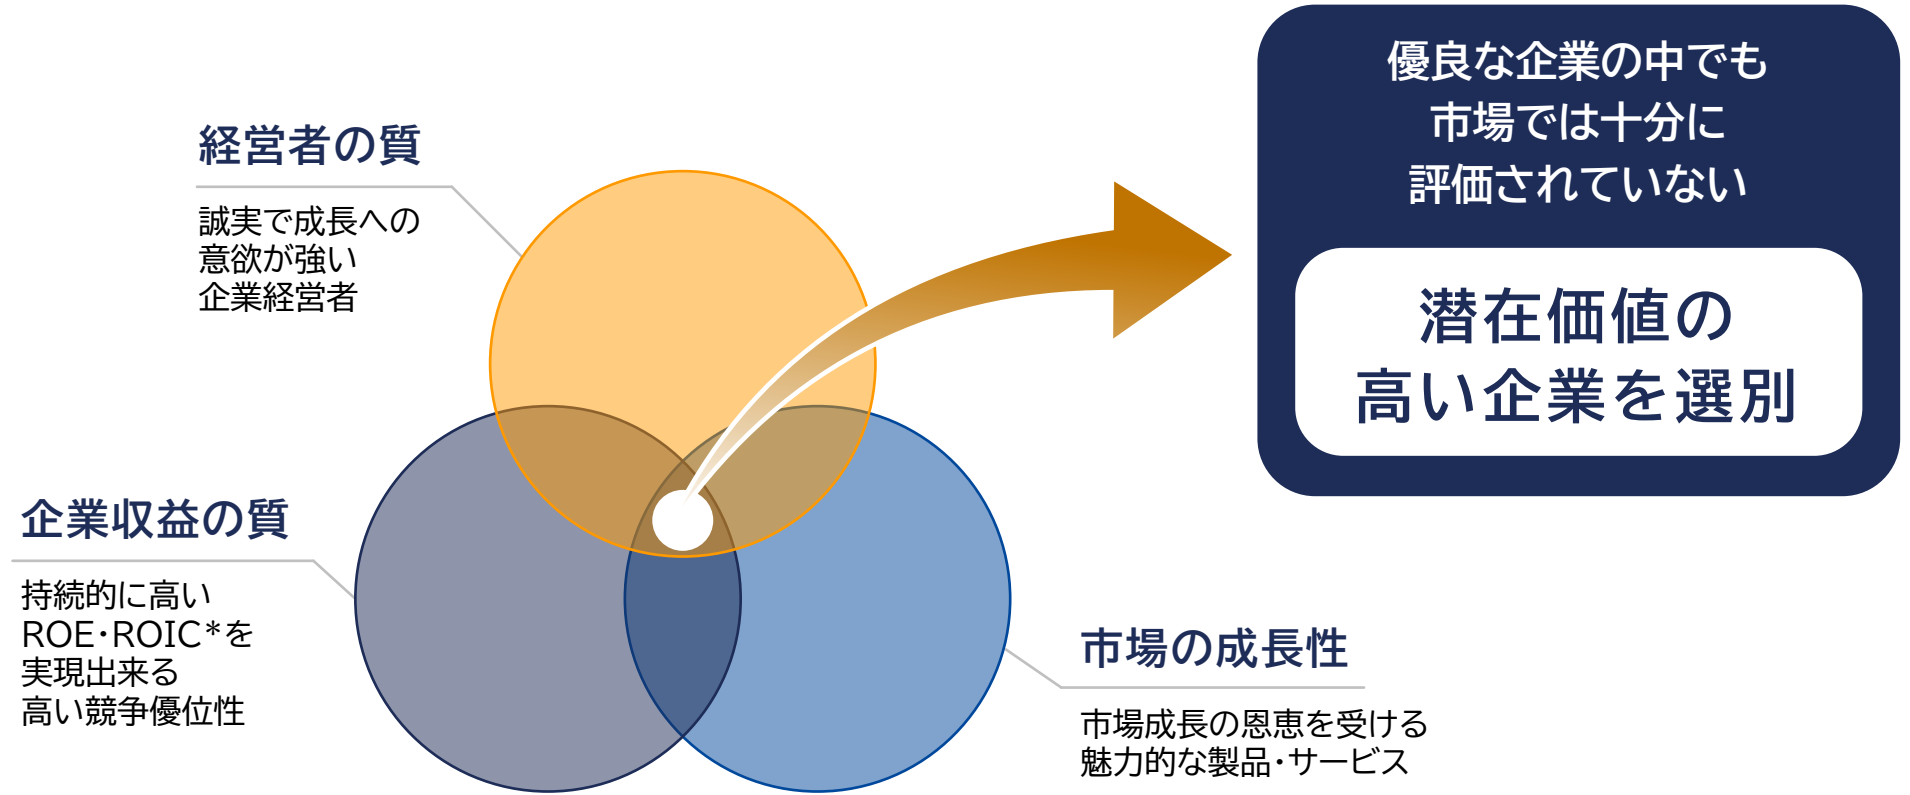 経営者の質
誠実で成長への
意欲が強い
企業経営者
企業収益の質
持続的に高い
ROE・ROIC*を
実現出来る
高い競争優位性
市場の成長性
市場成長の恩恵を受ける
魅力的な製品・サービス
優良な企業の中でも
市場では十分に
評価されていない
潜在価値の
高い企業を選別